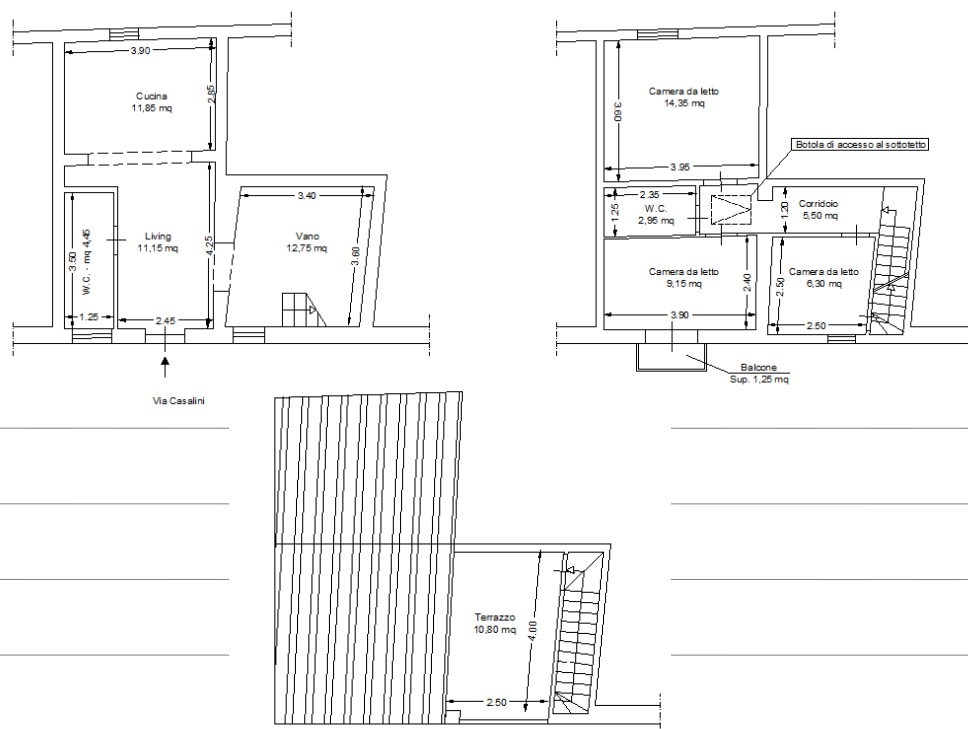 3.90
Cucina
11,85 mq
2.85
3.40
Living
11,15 mq
4.25
Vano
12,75 mq
3.60
W.C. - mq 4,45
3.50
1.25
2.45
Via Casalini
Camera da letto
14,35 mq
3.60
3.95
Botola di accesso al sottotetto
2.35
W.C.
2,95 mq
1.25
1.20
Corridoio
5,50 mq
Camera da letto
9,15 mq
2.40
3.90
Camera da letto
6,30 mq
2.50
2.50
Balcone
Sup. 1,25 mq
Terrazzo
10,80 mq
4.00
2.50